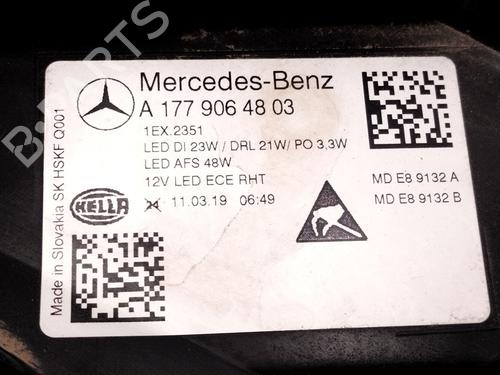 B-PARTS
Mercedes-Benz
A 177 906 48 03
1EX.2351
LED DI 23W / DRL 21W/ PO 3,3W
LED AFS 48W
12V LED ECE RHT
11.03.19 06:49
MD E8 9132 A
MD E8 9132 B
HELLA
Made in Slovakia SK HSKF Q001